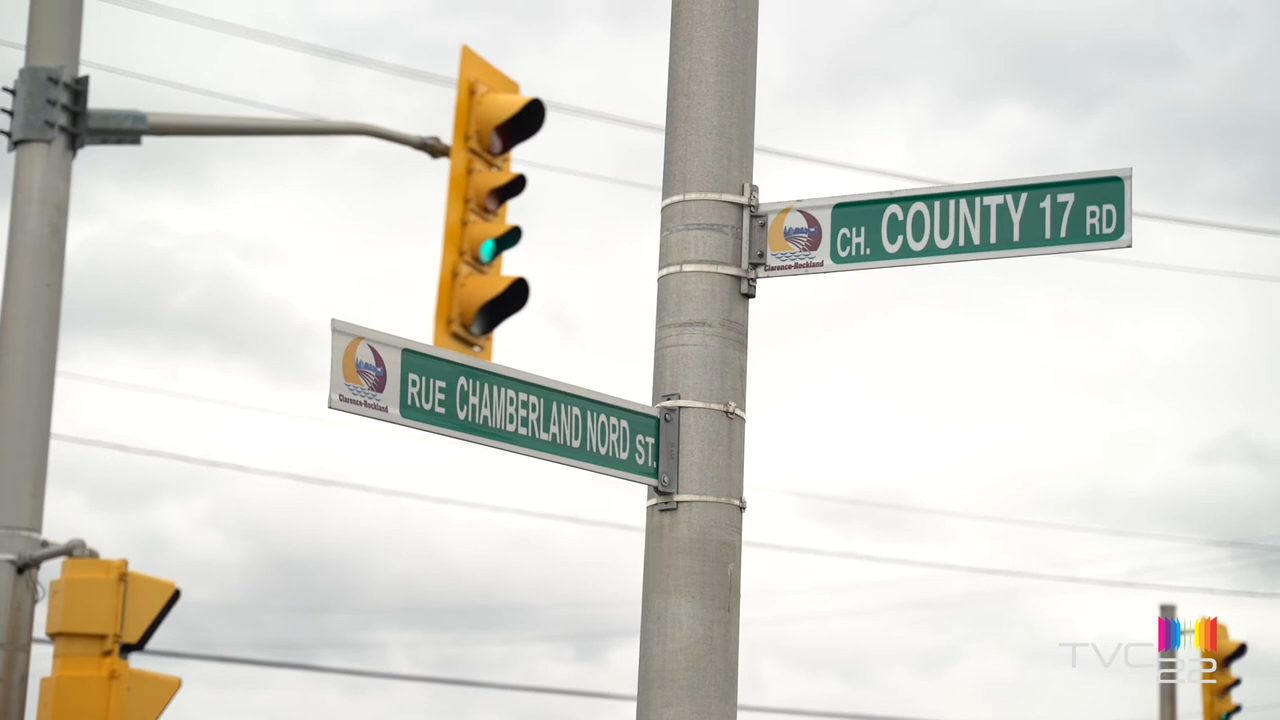 CH. COUNTY 17 RD
Clarence-Rockland
RUE CHAMBERLAND NORD ST.
Clarence-Rockland
TVC22